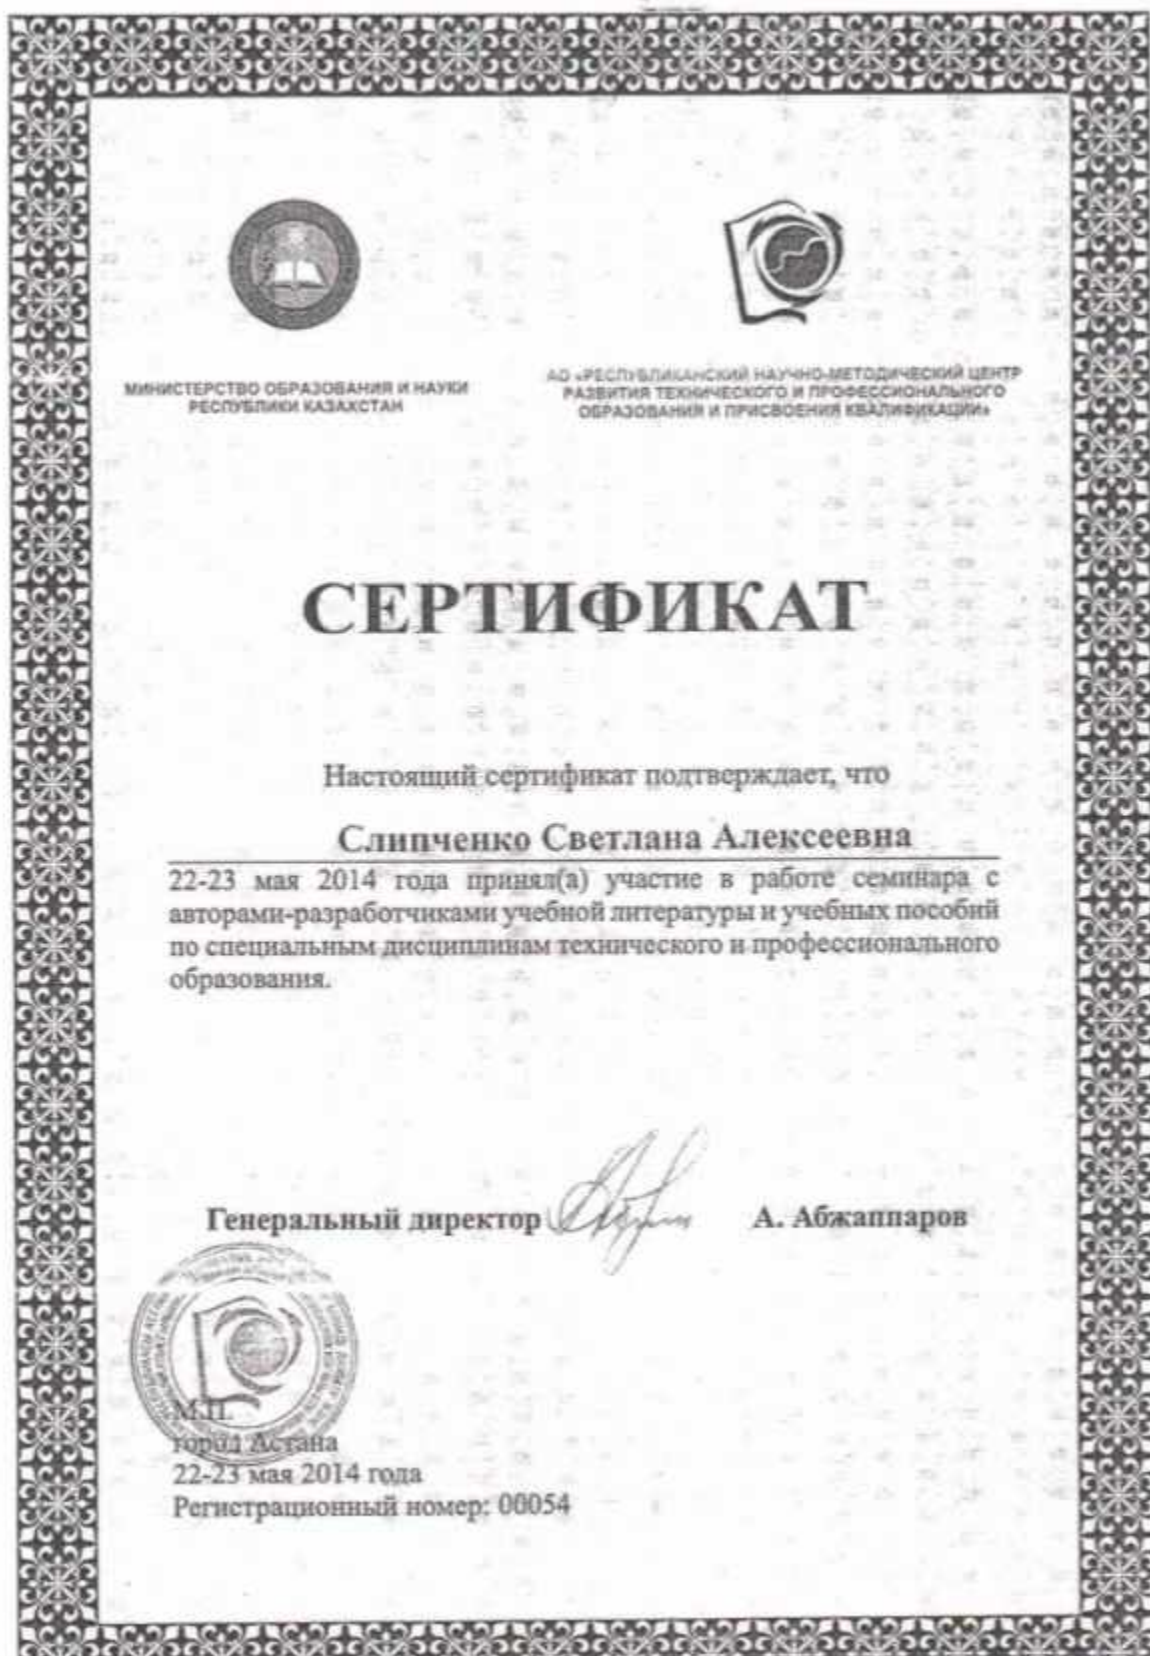 МИНИСТЕРСТВО ОБРАЗОВАНИЯ И НАУКИ
РЕСПУБЛИКИ КАЗАХСТАН
АО «РЕСПУБЛИКАНСКИЙ НАУЧНО-МЕТОДИЧЕСКИЙ ЦЕНТР
РАЗВИТИЯ ТЕХНИЧЕСКОГО И ПРОФЕССИОНАЛЬНОГО
ОБРАЗОВАНИЯ И ПРИСВОЕНИЯ КВАЛИФИКАЦИИ»
СЕРТИФИКАТ
Настоящий сертификат подтверждает, что
Слипченко Светлана Алексеевна
22-23 мая 2014 года принял(а) участие в работе семинара с
авторами-разработчиками учебной литературы и учебных пособий
по специальным дисциплинам технического и профессионального
образования.
Генеральный директор А. Абжаппаров
М.П.
город Астана
22-23 мая 2014 года
Регистрационный номер: 00054